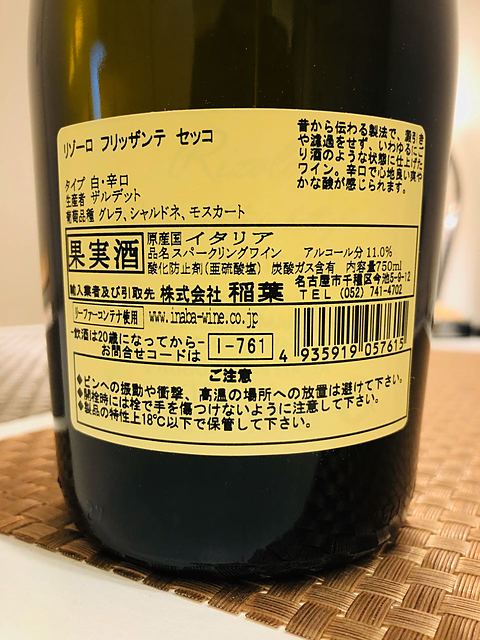 リゾーロ フリッザンテ セッコ
タイプ 白・辛口
生産者 ザルデット
葡萄品種 グレラ、シャルドネ、モスカート
昔から伝わる製法で、澱引き
や濾過をせず、いわゆるにご
り酒のような状態に仕上げた
ワイン。辛口で心地良い爽や
かな酸が感じられます。
果実酒
原産国 イタリア
品名 スパークリングワイン アルコール分 11.0%
酸化防止剤(亜硫酸塩) 炭酸ガス含有 内容量750ml
輸入業者及び引取先 株式会社 稲葉
名古屋市千種区今池5-9-12
TEL (052) 741-4702
リーファーコンテナ使用
www.inaba-wine.co.jp
-飲酒は20歳になってから-
お問合せコードは
I-761
4 935919 057615
ご注意
◆ビンへの振動や衝撃、高温の場所への放置は避けて下さい。
◆開栓時には栓で手を傷つけないように注意して下さい。
◆製品の特性上18℃以下で保管して下さい。